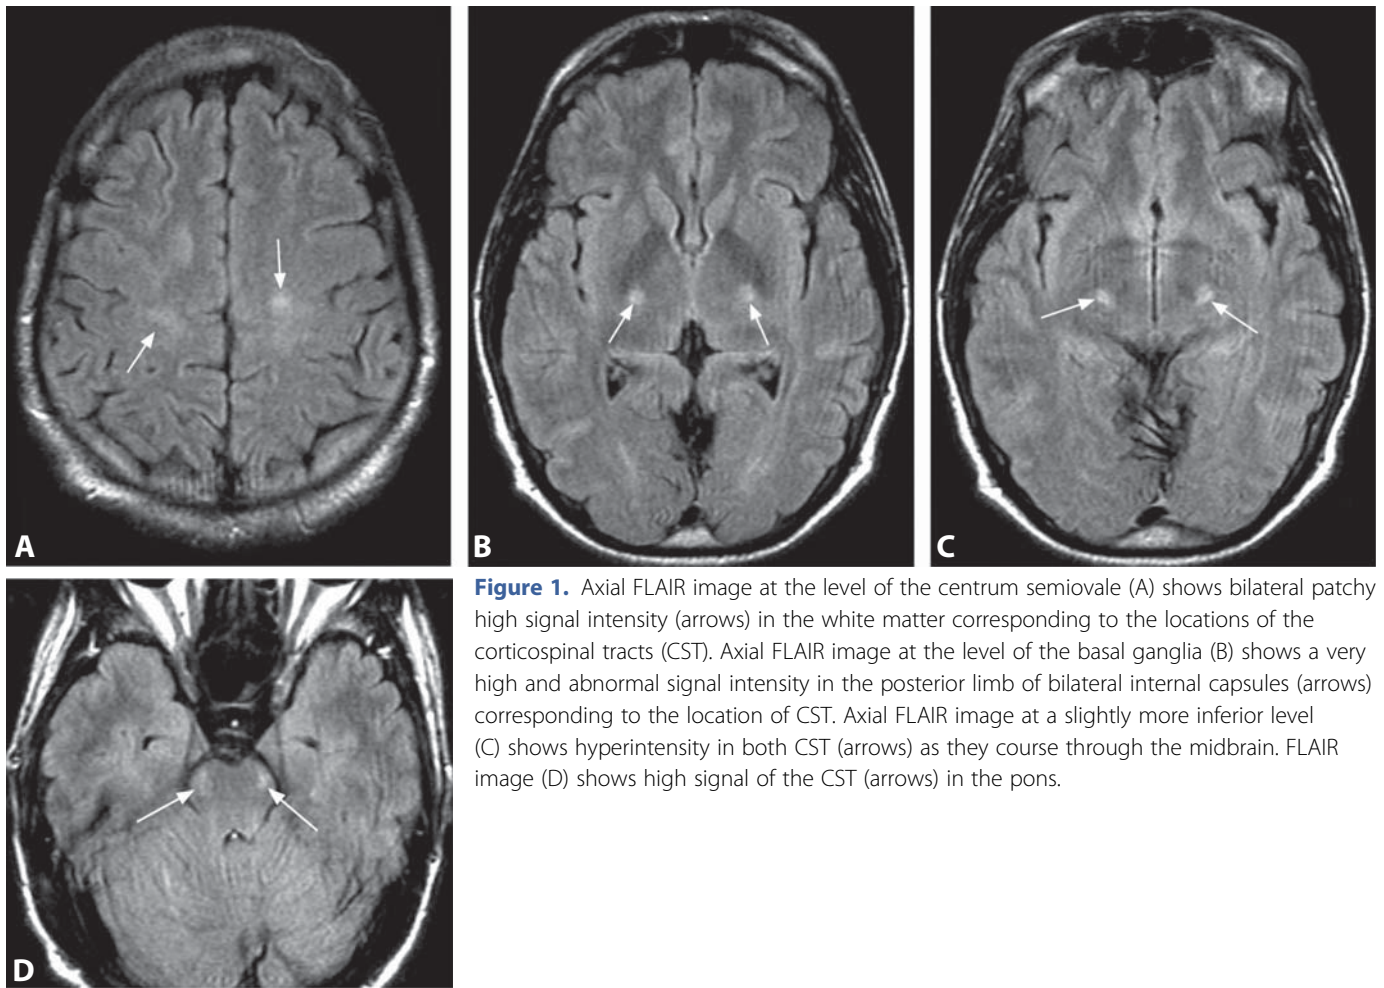 A
B
C
Figure 1. Axial FLAIR image at the level of the centrum semiovale (A) shows bilateral patchy
high signal intensity (arrows) in the white matter corresponding to the locations of the
corticospinal tracts (CST). Axial FLAIR image at the level of the basal ganglia (B) shows a very
high and abnormal signal intensity in the posterior limb of bilateral internal capsules (arrows)
corresponding to the location of CST. Axial FLAIR image at a slightly more inferior level
(C) shows hyperintensity in both CST (arrows) as they course through the midbrain. FLAIR
image (D) shows high signal of the CST (arrows) in the pons.
D